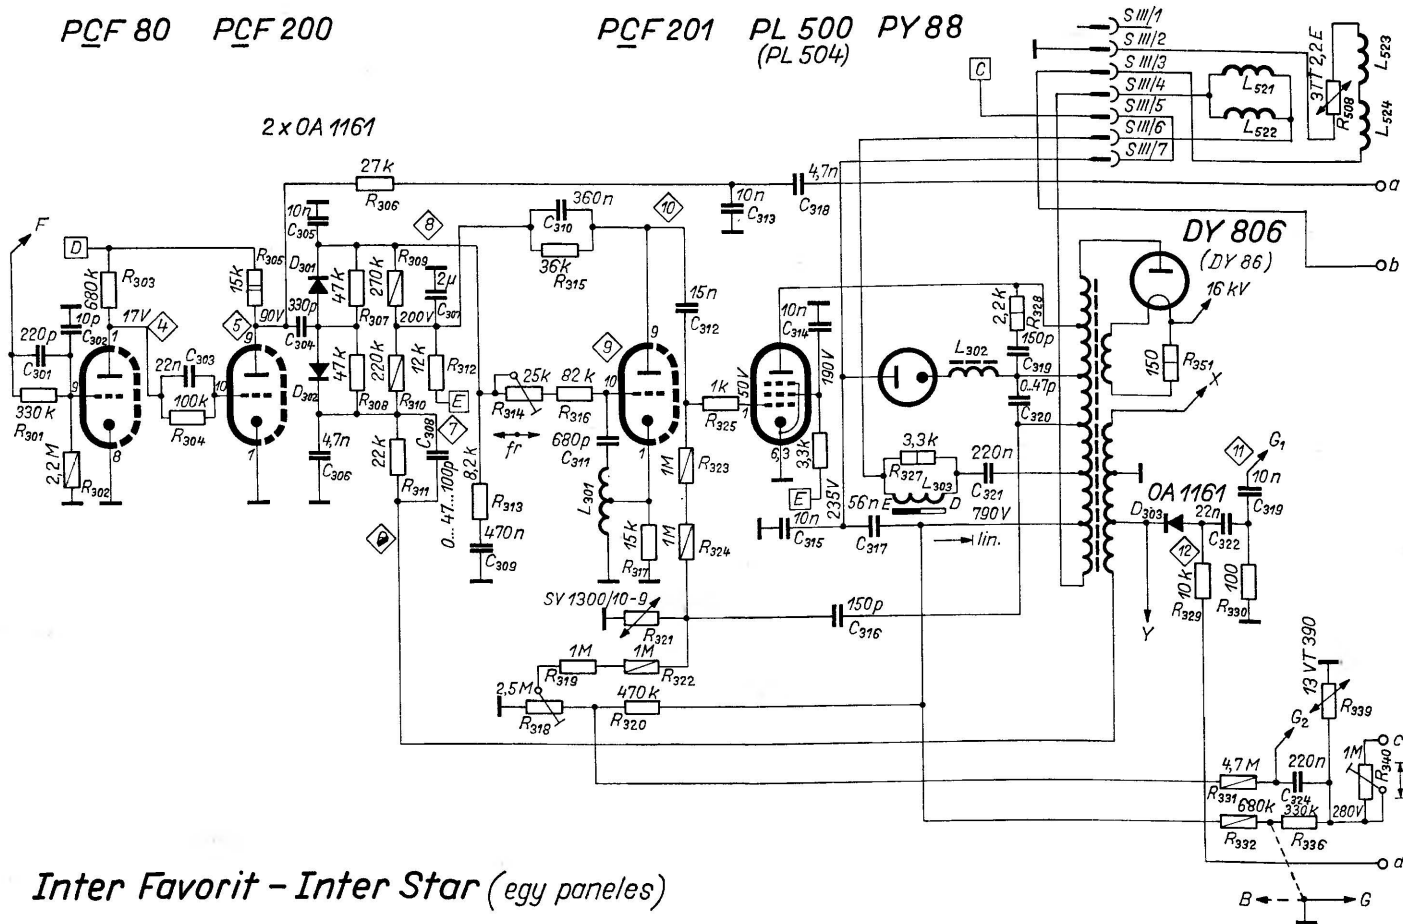 PCF 80 PCF 200 PCF 201 PL 500 PY 88
(PL 504)
S III/1
S III/2
S III/3
S III/4
S III/5
S III/6
S III/7
C
L521
L522
3TT 2,2E
R508
L523
L524
2 x OA 1161
27k
R306
10n
C313
4,7n
C318
a
b
F
D
680k
R303
R305
15k
10n
C305
D301
330p
C304
D302
47k
R307
47k
R308
270k
R309
220k
R310
8
2µ
C307
200V
12k
R312
E
360n
C310
36k
R315
10
15n
C312
10n
C314
190V
2,2k
R328
150p
C319
0..47p
C320
DY 806
(DY 86)
16 kV
150
R351
X
220p
C301
10p
C302
17V
4
1
9
8
330k
R301
2,2M
R302
22n
C303
100k
R304
5
90V
9
10
1
4,7n
C306
22k
R311
C308
0...47...100p
7
8,2k
R313
470n
C309
R314
25k
fr
82k
R316
680p
C311
L301
9
9
10
1
15k
R317
1M
R323
1M
R324
1k
R325
50V
1
6,3
3,3k
E
235V
10n
C315
56n
C317
L302
3,3k
R327
L303
E
D
220n
C321
790V
lin.
OA 1161
D303
22n
C322
11
G1
10n
C319
12
10k
R329
100
R330
Y
SV 1300/10-9
R321
150p
C316
1M
R319
1M
R322
2,5M
R318
470k
R320
13 VT 390
R339
G2
4,7M
R331
220n
C324
680k
R332
330k
R336
280V
1M
R340
c
d
B
G
Inter Favorit – Inter Star (egy paneles)